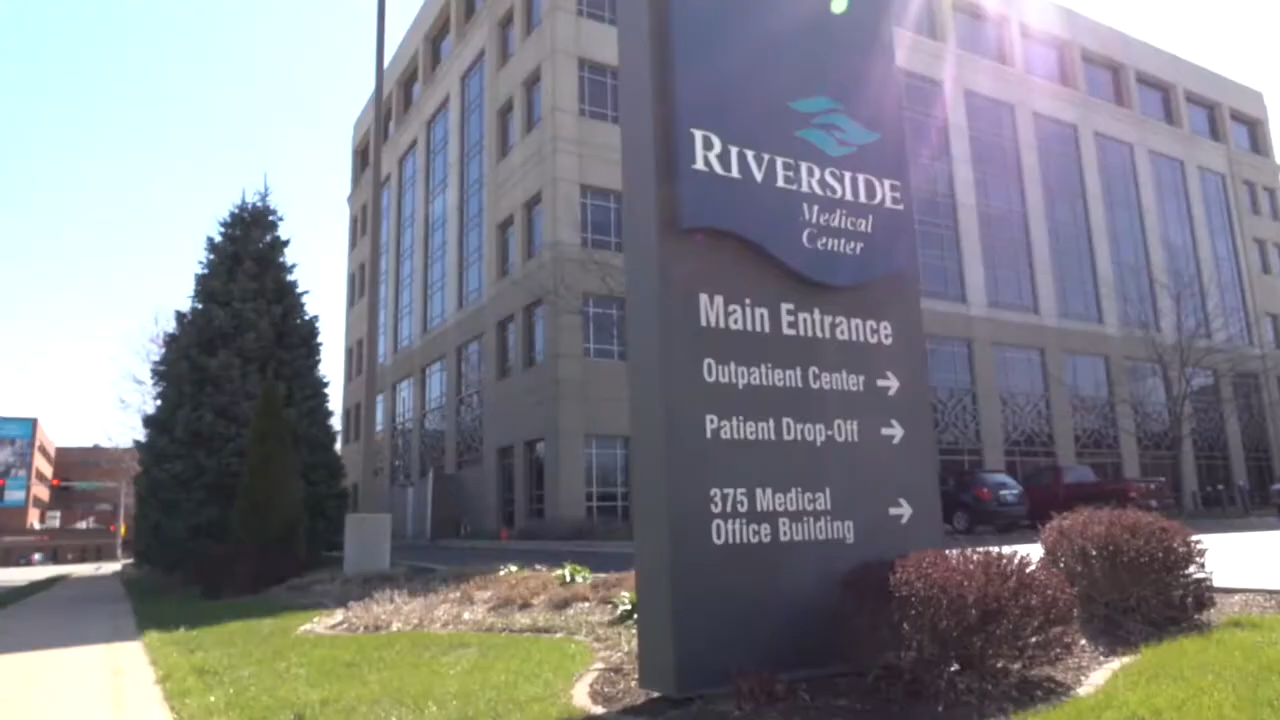 RIVERSIDE
Medical
Center
Main Entrance
Outpatient Center →
Patient Drop-Off →
375 Medical
Office Building →